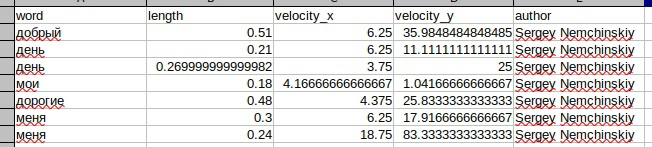 word length velocity_x velocity_y author
добрый 0.51 6.25 35.9848484848485 Sergey Nemchinskiy
день 0.21 6.25 11.1111111111111 Sergey Nemchinskiy
день 0.269999999999982 3.75 25 Sergey Nemchinskiy
мои 0.18 4.16666666666667 1.04166666666667 Sergey Nemchinskiy
дорогие 0.48 4.375 25.8333333333333 Sergey Nemchinskiy
меня 0.3 6.25 17.9166666666667 Sergey Nemchinskiy
меня 0.24 18.75 83.3333333333333 Sergey Nemchinskiy